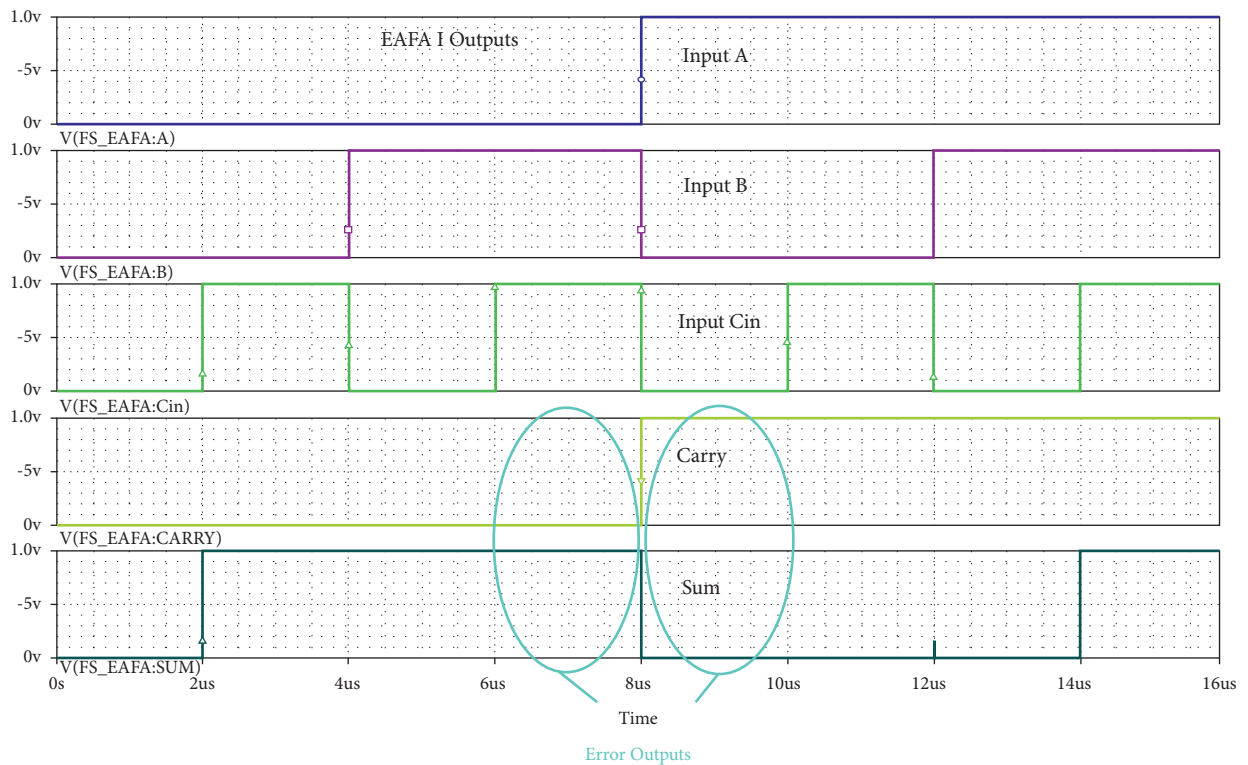 1.0v
EAFA I Outputs
Input A
-5v
0v
V(FS_EAFA:A)
1.0v
Input B
-5v
0v
V(FS_EAFA:B)
1.0v
Input Cin
-5v
0v
V(FS_EAFA:Cin)
1.0v
Carry
-5v
0v
V(FS_EAFA:CARRY)
1.0v
Sum
-5v
0v
V(FS_EAFA:SUM)
0s 2us 4us 6us 8us 10us 12us 14us 16us
Time
Error Outputs